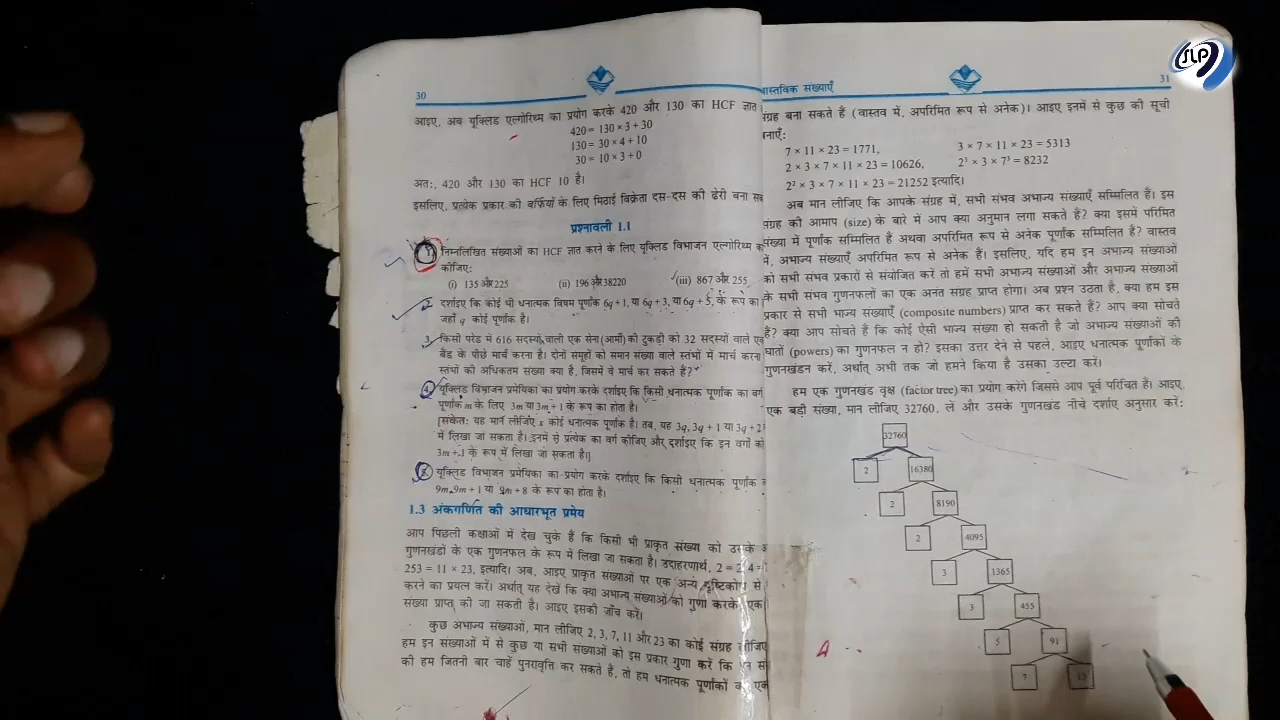 30
आइए, अब यूक्लिड एल्गोरिथ्म का प्रयोग करके 420 और 130 का HCF ज्ञात
420 = 130 × 3 + 30
130 = 30 × 4 + 10
30 = 10 × 3 + 0
अतः, 420 और 130 का HCF 10 है।
इसलिए, प्रत्येक प्रकार की बर्फियों के लिए मिठाई विक्रेता दस-दस की ढेरी बना
प्रश्नावली 1.1
1. निम्नलिखित संख्याओं का HCF ज्ञात करने के लिए यूक्लिड विभाजन एल्गोरिथ्म
कीजिए:
(i) 135 और 225 (ii) 196 और 38220 (iii) 867 और 255
2. दर्शाइए कि कोई भी धनात्मक विषम पूर्णांक 6q + 1, या 6q + 3, या 6q + 5, के रूप का
जहाँ q कोई पूर्णांक है।
3. किसी परेड में 616 सदस्यों वाली एक सेना (आर्मी) की टुकड़ी को 32 सदस्यों वाले
बैंड के पीछे मार्च करना है। दोनों समूहों को समान संख्या वाले स्तंभों में मार्च करना
स्तंभों की अधिकतम संख्या क्या है, जिसमें वे मार्च कर सकते हैं?
4. यूक्लिड विभाजन प्रमेयिका का प्रयोग करके दर्शाइए कि किसी धनात्मक पूर्णांक का वर्ग
पूर्णांक m के लिए 3m या 3m + 1 के रूप का होता है।
[संकेत: यह मान लीजिए x कोई धनात्मक पूर्णांक है। तब, यह 3q, 3q + 1 या 3q + 2
में लिखा जा सकता है। इनमें से प्रत्येक का वर्ग कीजिए और दर्शाइए कि इन वर्गों को
3m + 1 के रूप में लिखा जा सकता है।]
5. यूक्लिड विभाजन प्रमेयिका का प्रयोग करके दर्शाइए कि किसी धनात्मक पूर्णांक
9m, 9m + 1 या 9m + 8 के रूप का होता है।
1.3 अंकगणित की आधारभूत प्रमेय
आप पिछली कक्षाओं में देख चुके हैं कि किसी भी प्राकृत संख्या को उसके
गुणनखंडों के एक गुणनफल के रूप में लिखा जा सकता है। उदाहरणार्थ, 2 = 2, 4 =
253 = 11 × 23, इत्यादि। अब, आइए प्राकृत संख्याओं पर एक अन्य दृष्टिकोण से
करने का प्रयत्न करें। अर्थात् यह देखें कि क्या अभाज्य संख्याओं को गुणा करके, एक
संख्या प्राप्त की जा सकती है। आइए इसकी जाँच करें।
कुछ अभाज्य संख्याओं, मान लीजिए 2, 3, 7, 11 और 23 का कोई संग्रह लीजिए
हम इन संख्याओं में से कुछ या सभी संख्याओं को इस प्रकार गुणा करें कि इन
की हम जितनी बार चाहें पुनरावृत्ति कर सकते हैं, तो हम धनात्मक पूर्णांकों का एक
वास्तविक संख्याएँ 31
संग्रह बना सकते हैं (वास्तव में, अपरिमित रूप से अनेक)। आइए इनमें से कुछ की सूची
बनाएँ:
7 × 11 × 23 = 1771, 3 × 7 × 11 × 23 = 5313
2 × 3 × 7 × 11 × 23 = 10626, 2³ × 3 × 7³ = 8232
2² × 3 × 7 × 11 × 23 = 21252 इत्यादि।
अब मान लीजिए कि आपके संग्रह में, सभी संभव अभाज्य संख्याएँ सम्मिलित हैं। इस
संग्रह की आमाप (size) के बारे में आप क्या अनुमान लगा सकते हैं? क्या इसमें परिमित
संख्या में पूर्णांक सम्मिलित हैं अथवा अपरिमित रूप से अनेक पूर्णांक सम्मिलित हैं? वास्तव
में, अभाज्य संख्याएँ अपरिमित रूप से अनेक हैं। इसलिए, यदि हम इन अभाज्य संख्याओं
को सभी संभव प्रकारों से संयोजित करें तो हमें सभी अभाज्य संख्याओं और अभाज्य संख्याओं
के सभी संभव गुणनफलों का एक अनंत संग्रह प्राप्त होगा। अब प्रश्न उठता है, क्या हम इस
प्रकार से सभी भाज्य संख्याएँ (composite numbers) प्राप्त कर सकते हैं? आप क्या सोचते
हैं? क्या आप सोचते हैं कि कोई ऐसी भाज्य संख्या हो सकती है जो अभाज्य संख्याओं की
घातों (powers) का गुणनफल न हो? इसका उत्तर देने से पहले, आइए धनात्मक पूर्णांकों के
गुणनखंडन करें, अर्थात् अभी तक जो हमने किया है उसका उल्टा करें।
हम एक गुणनखंड वृक्ष (factor tree) का प्रयोग करेंगे जिससे आप पूर्व परिचित हैं। आइए,
एक बड़ी संख्या, मान लीजिए 32760, लें और उसके गुणनखंड नीचे दर्शाए अनुसार करें:
32760
2 16380
2 8190
2 4095
3 1365
3 455
5 91
7 13
A
SLP